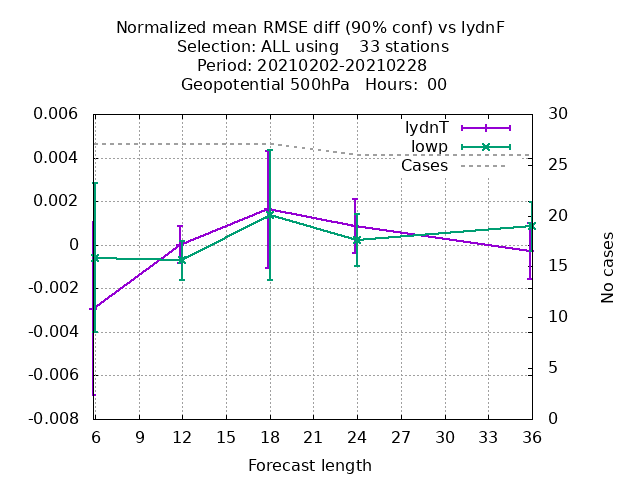 Normalized mean RMSE diff (90% conf) vs lydnF
Selection: ALL using    33 stations
Period: 20210202-20210228
Geopotential 500hPa   Hours:  00
0.006
0.004
0.002
0
-0.002
-0.004
-0.006
-0.008
30
25
20
15
10
5
0
lydnT
lowp
Cases
No cases
6 9 12 15 18 21 24 27 30 33 36
Forecast length